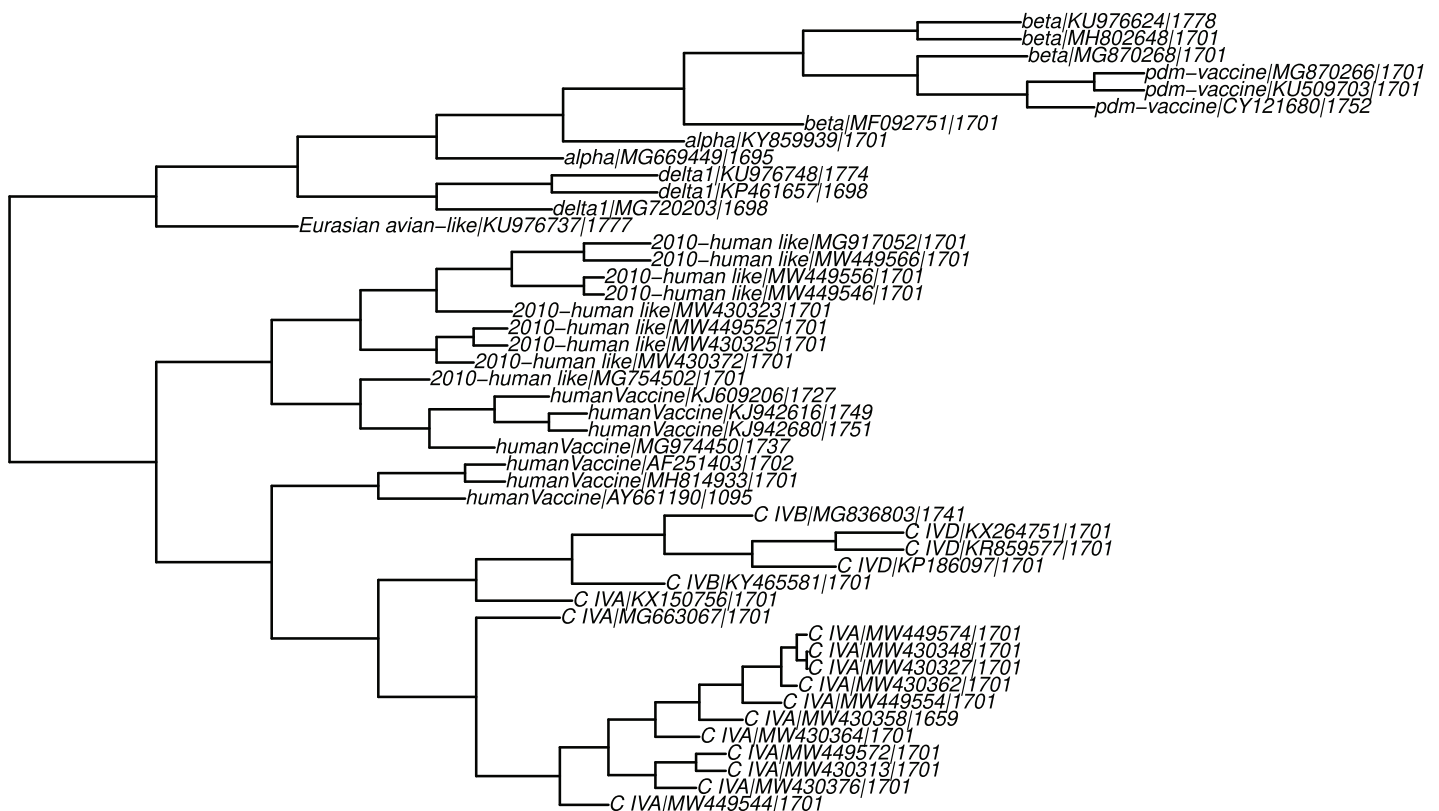 beta|KU976624|1778
beta|MH802648|1701
beta|MG870268|1701
pdm−vaccine|MG870266|1701
pdm−vaccine|KU509703|1701
pdm−vaccine|CY121680|1752
beta|MF092751|1701
alpha|KY859939|1701
alpha|MG669449|1695
delta1|KU976748|1774
delta1|KP461657|1698
delta1|MG720203|1698
Eurasian avian−like|KU976737|1777
2010−human like|MG917052|1701
2010−human like|MW449566|1701
2010−human like|MW449556|1701
2010−human like|MW449546|1701
2010−human like|MW430323|1701
2010−human like|MW449552|1701
2010−human like|MW430325|1701
2010−human like|MW430372|1701
2010−human like|MG754502|1701
humanVaccine|KJ609206|1727
humanVaccine|KJ942616|1749
humanVaccine|KJ942680|1751
humanVaccine|MG974450|1737
humanVaccine|AF251403|1702
humanVaccine|MH814933|1701
humanVaccine|AY661190|1095
C IVB|MG836803|1741
C IVD|KX264751|1701
C IVD|KR859577|1701
C IVD|KP186097|1701
C IVB|KY465581|1701
C IVA|KX150756|1701
C IVA|MG663067|1701
C IVA|MW449574|1701
C IVA|MW430348|1701
C IVA|MW430327|1701
C IVA|MW430362|1701
C IVA|MW449554|1701
C IVA|MW430358|1659
C IVA|MW430364|1701
C IVA|MW449572|1701
C IVA|MW430313|1701
C IVA|MW430376|1701
C IVA|MW449544|1701